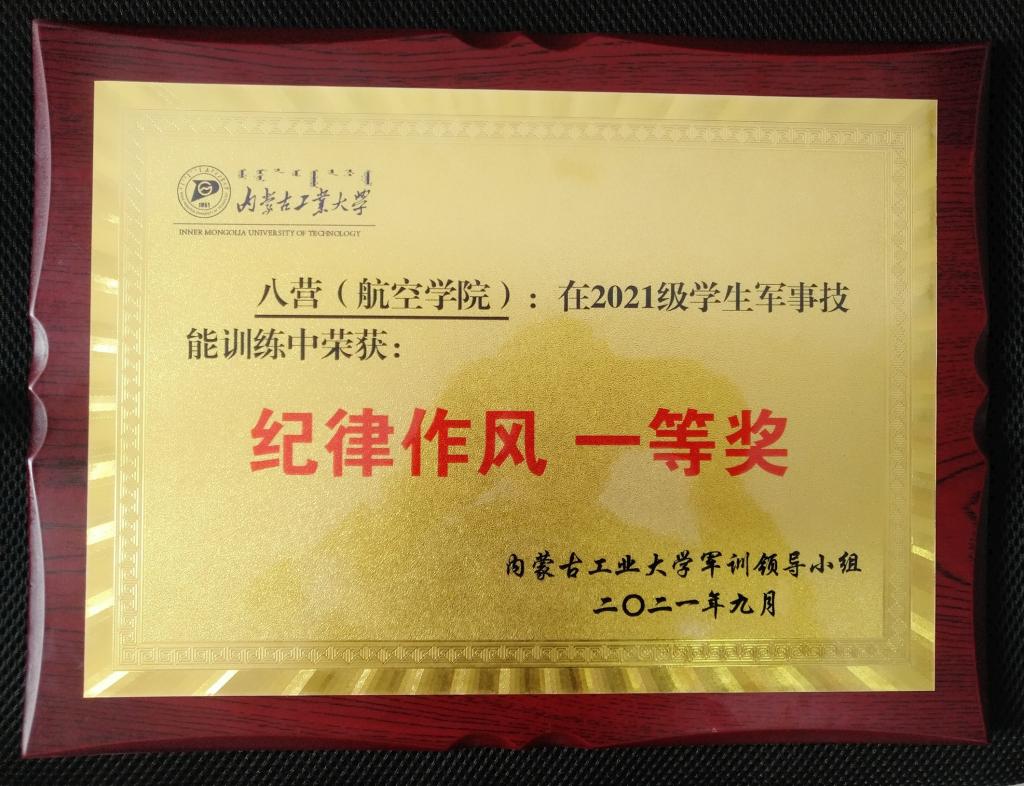 内蒙古工業大学
INNER MONGOLIA UNIVERSITY OF TECHNOLOGY
1951
八营（航空学院）：在2021级学生军事技
能训练中荣获：
纪律作风 一等奖
内蒙古工业大学军训领导小组
二〇二一年九月